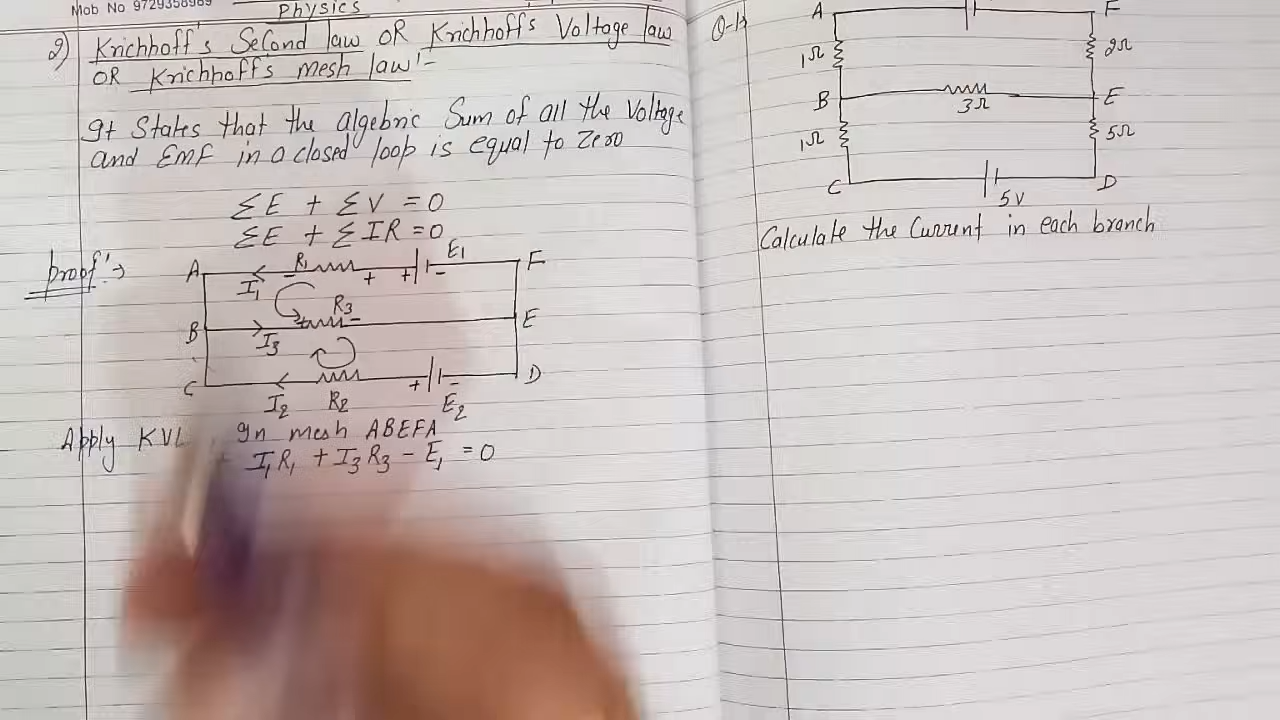 Mob No 9729358969
Physics
2) Krichhoff's Second law OR Krichhoff's Voltage law
OR Krichhoff's mesh law :-
It States that the algebric Sum of all the Voltage
and EMF in a closed loop is equal to Zero
ΣE + ΣV = 0
ΣE + ΣIR = 0
proof :->
A I₁ - R₁ + + E₁ - F
B I₃ R₃ - E
C I₂ R₂ + E₂ - D
Apply KVL In mesh ABEFA
I₁R₁ + I₃R₃ - E₁ = 0
Q-1)
A F
1Ω 2Ω
B 3Ω E
1Ω 5Ω
C 5V D
Calculate the Current in each branch